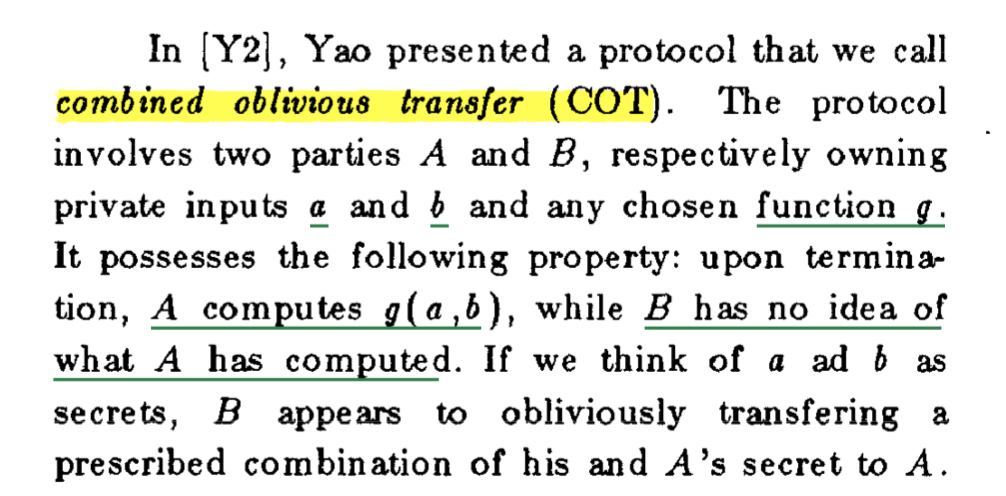 In [Y2], Yao presented a protocol that we call
combined oblivious transfer (COT). The protocol
involves two parties A and B, respectively owning
private inputs a and b and any chosen function g.
It possesses the following property: upon termina-
tion, A computes g(a,b), while B has no idea of
what A has computed. If we think of a ad b as
secrets, B appears to obliviously transfering a
prescribed combination of his and A's secret to A.